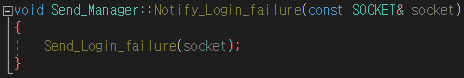 void Send_Manager::Notify_Login_failure(const SOCKET& socket)
{
    Send_Login_failure(socket);
}